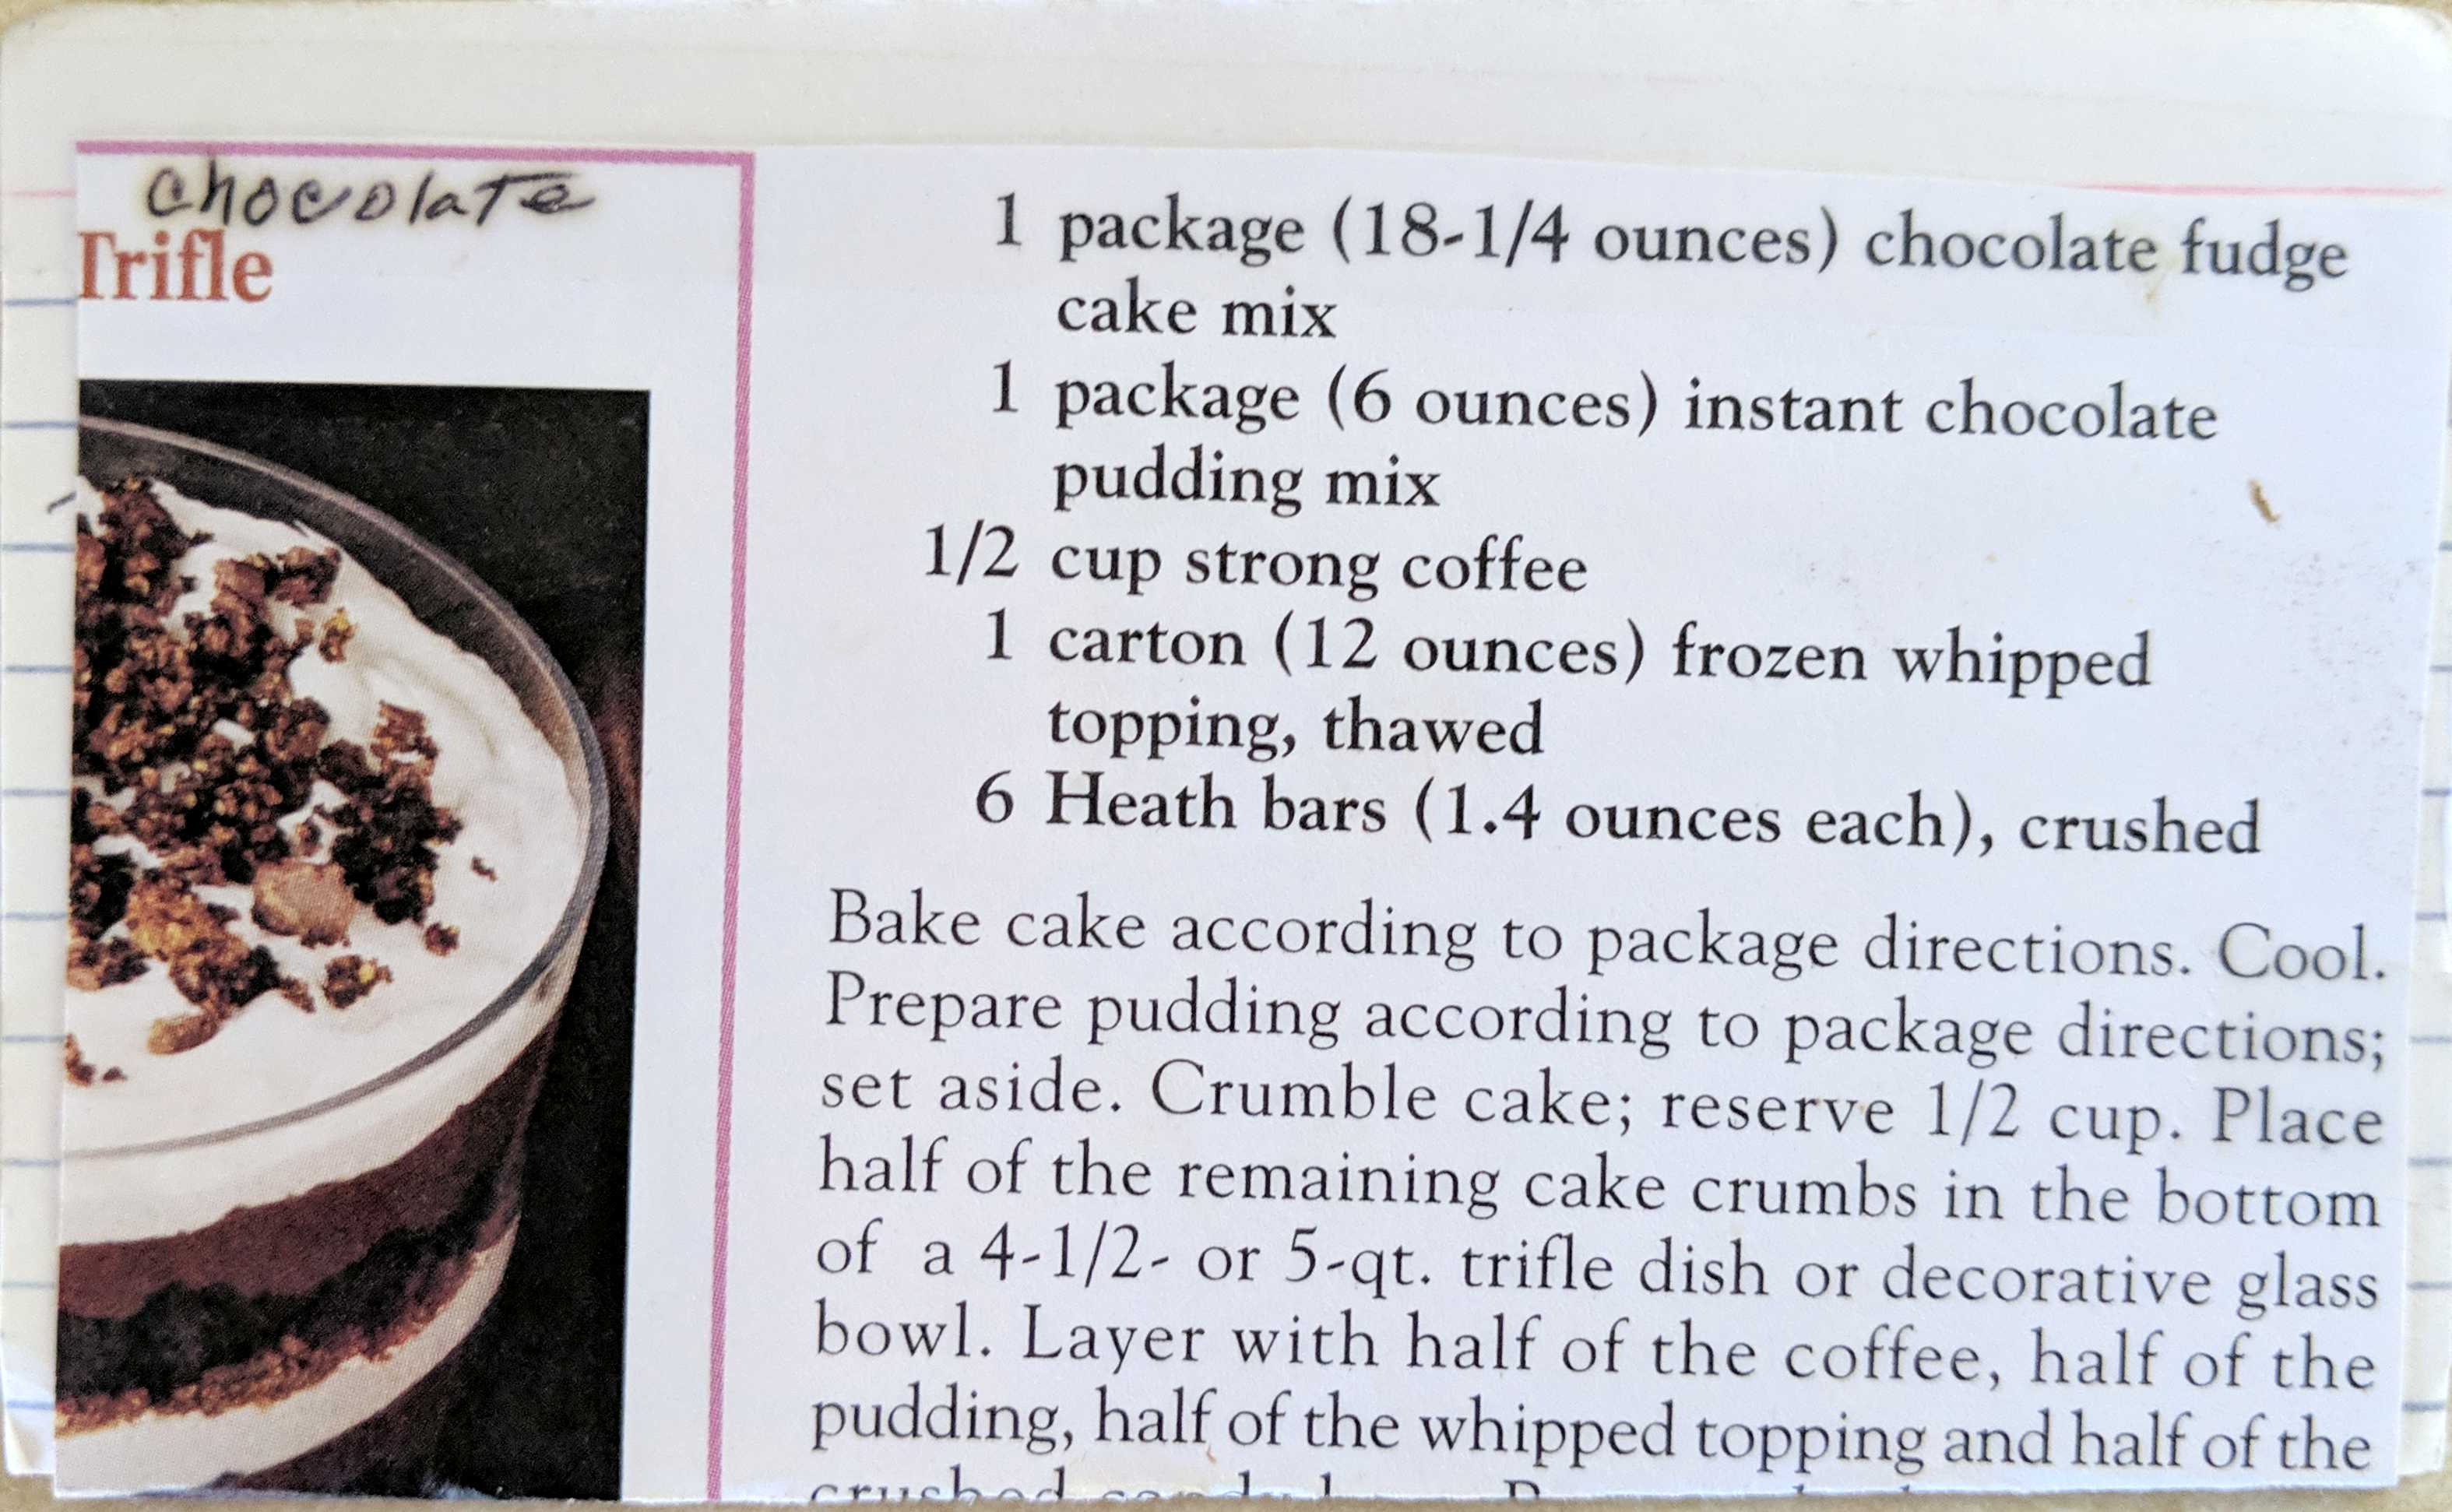 chocolate
Trifle
1 package (18-1/4 ounces) chocolate fudge
cake mix
1 package (6 ounces) instant chocolate
pudding mix
1/2 cup strong coffee
1 carton (12 ounces) frozen whipped
topping, thawed
6 Heath bars (1.4 ounces each), crushed
Bake cake according to package directions. Cool.
Prepare pudding according to package directions;
set aside. Crumble cake; reserve 1/2 cup. Place
half of the remaining cake crumbs in the bottom
of a 4-1/2- or 5-qt. trifle dish or decorative glass
bowl. Layer with half of the coffee, half of the
pudding, half of the whipped topping and half of the
crushed candy